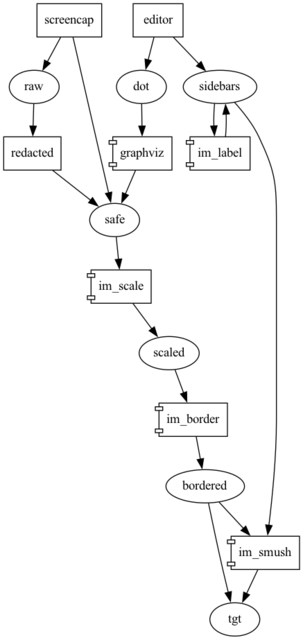 screencap
editor
raw
dot
sidebars
redacted
graphviz
im_label
safe
im_scale
scaled
im_border
bordered
im_smush
tgt